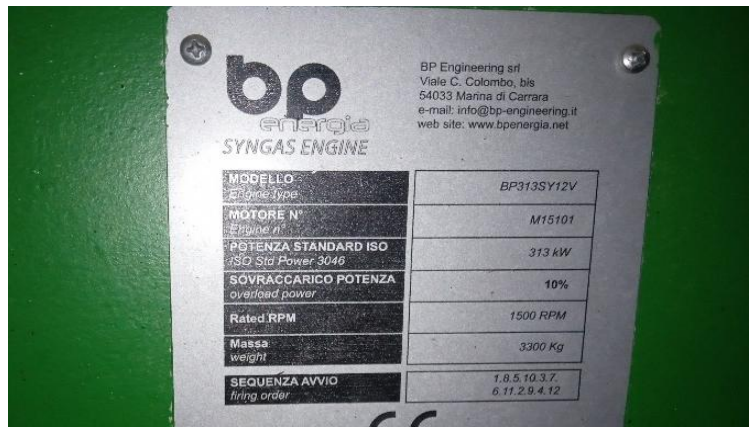 bp
energia
SYNGAS ENGINE
BP Engineering srl
Viale C. Colombo, bis
54033 Marina di Carrara
e-mail: info@bp-engineering.it
web site: www.bpenergia.net
MODELLO
Engine type
BP313SY12V
MOTORE N°
Engine n°
M15101
POTENZA STANDARD ISO
ISO Std Power 3046
313 kW
SOVRACCARICO POTENZA
overload power
10%
Rated RPM
1500 RPM
Massa
weight
3300 Kg
SEQUENZA AVVIO
firing order
1.8.5.10.3.7.
6.11.2.9.4.12
CE